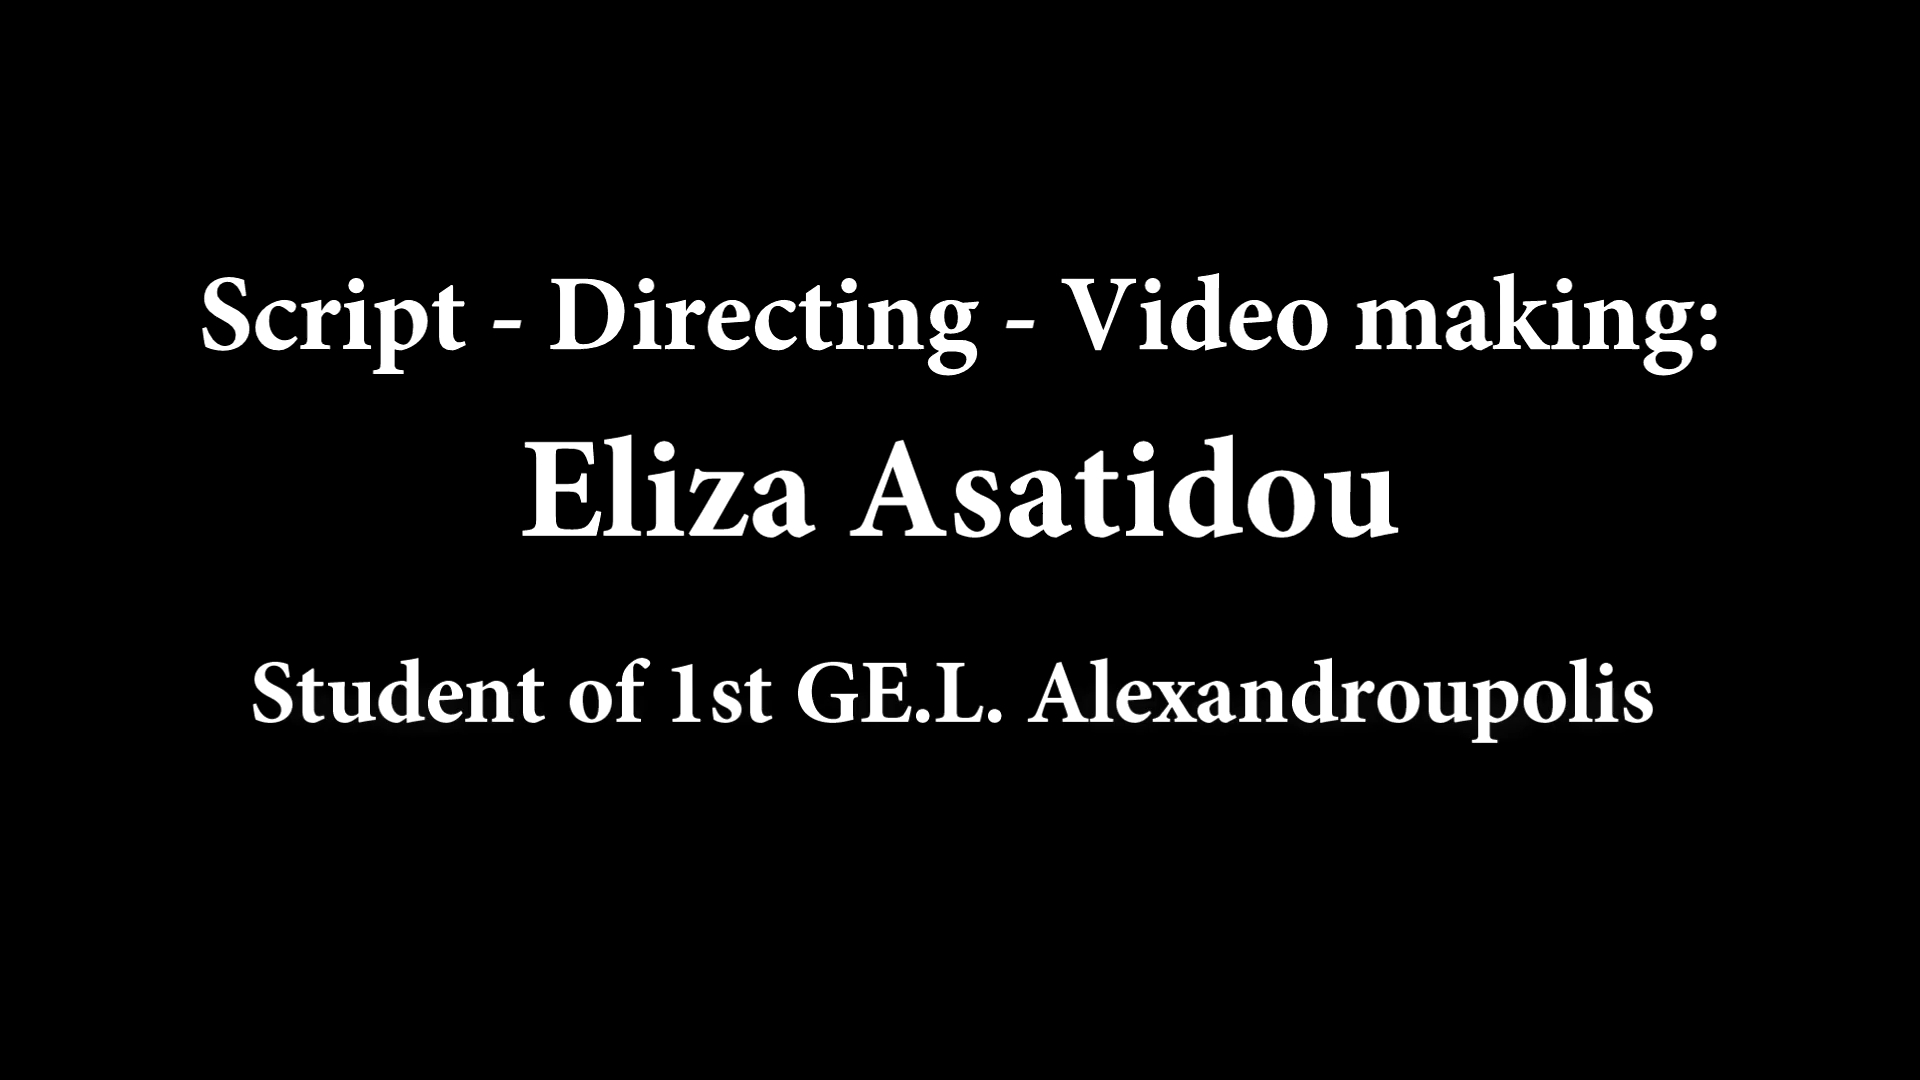 Script - Directing - Video making:
Eliza Asatidou
Student of 1st GE.L. Alexandroupolis